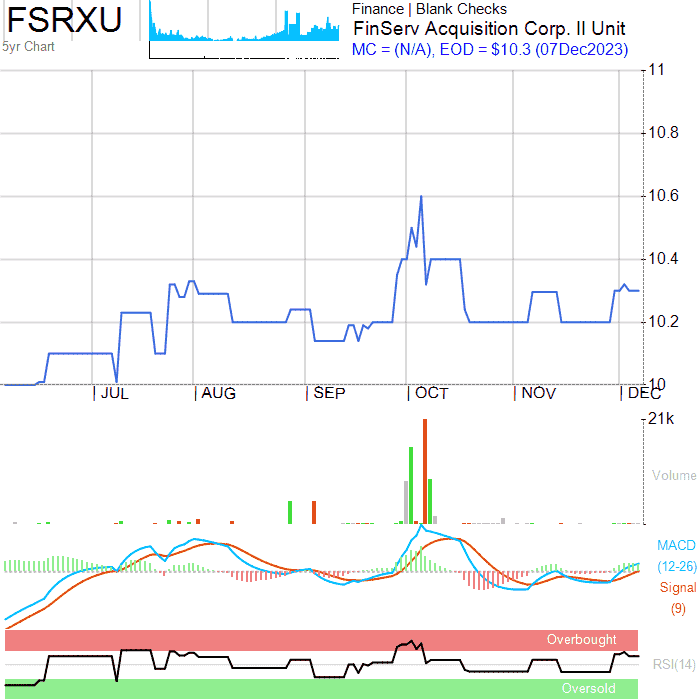 FSRXU
5yr Chart
Finance | Blank Checks
FinServ Acquisition Corp. II Unit
MC = (N/A), EOD = $10.3 (07Dec2023)
11
10.8
10.6
10.4
10.2
10
JUL
AUG
SEP
OCT
NOV
DEC
21k
Volume
MACD
(12-26)
Signal
(9)
Overbought
RSI(14)
Oversold